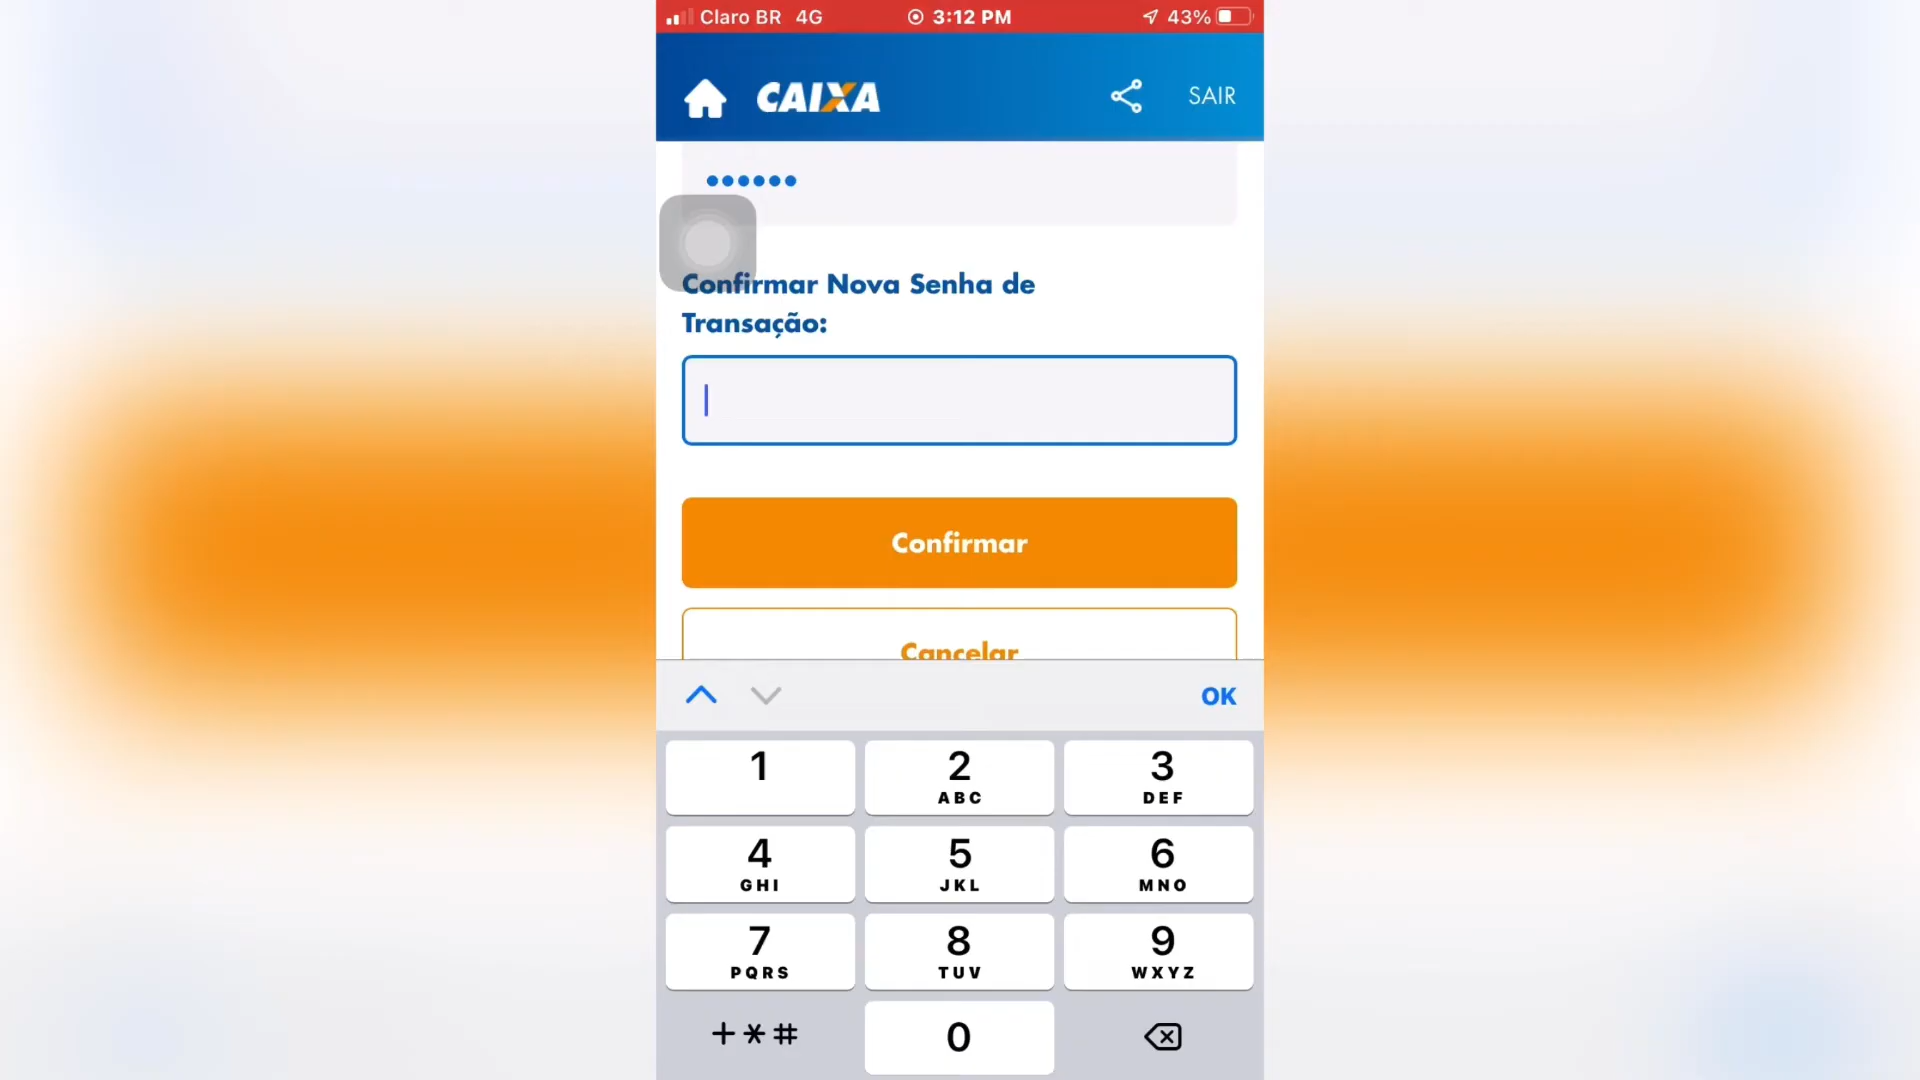 Claro BR 4G 3:12 PM 43%
CAIXA SAIR
••••••
Confirmar Nova Senha de
Transação:
Confirmar
Cancelar
OK
1 2 3
ABC DEF
4 5 6
GHI JKL MNO
7 8 9
PQRS TUV WXYZ
+*# 0